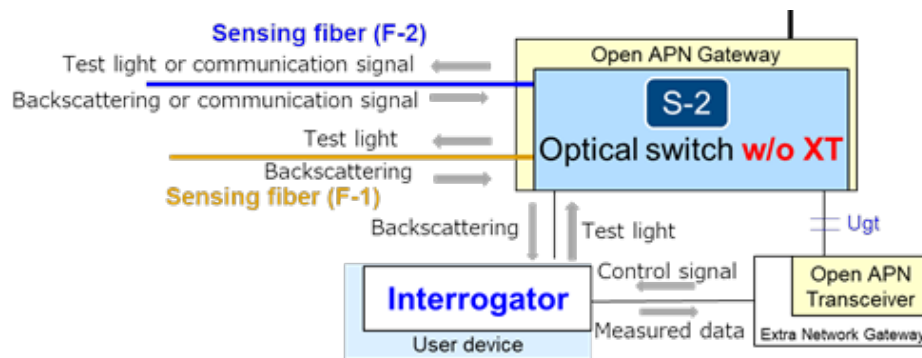 Sensing fiber (F-2)
Test light or communication signal
Backscattering or communication signal
Test light
Backscattering
Sensing fiber (F-1)
Open APN Gateway
S-2
Optical switch w/o XT
Backscattering
Test light
Ugt
Control signal
Interrogator
Measured data
User device
Open APN
Transceiver
Extra Network Gateway